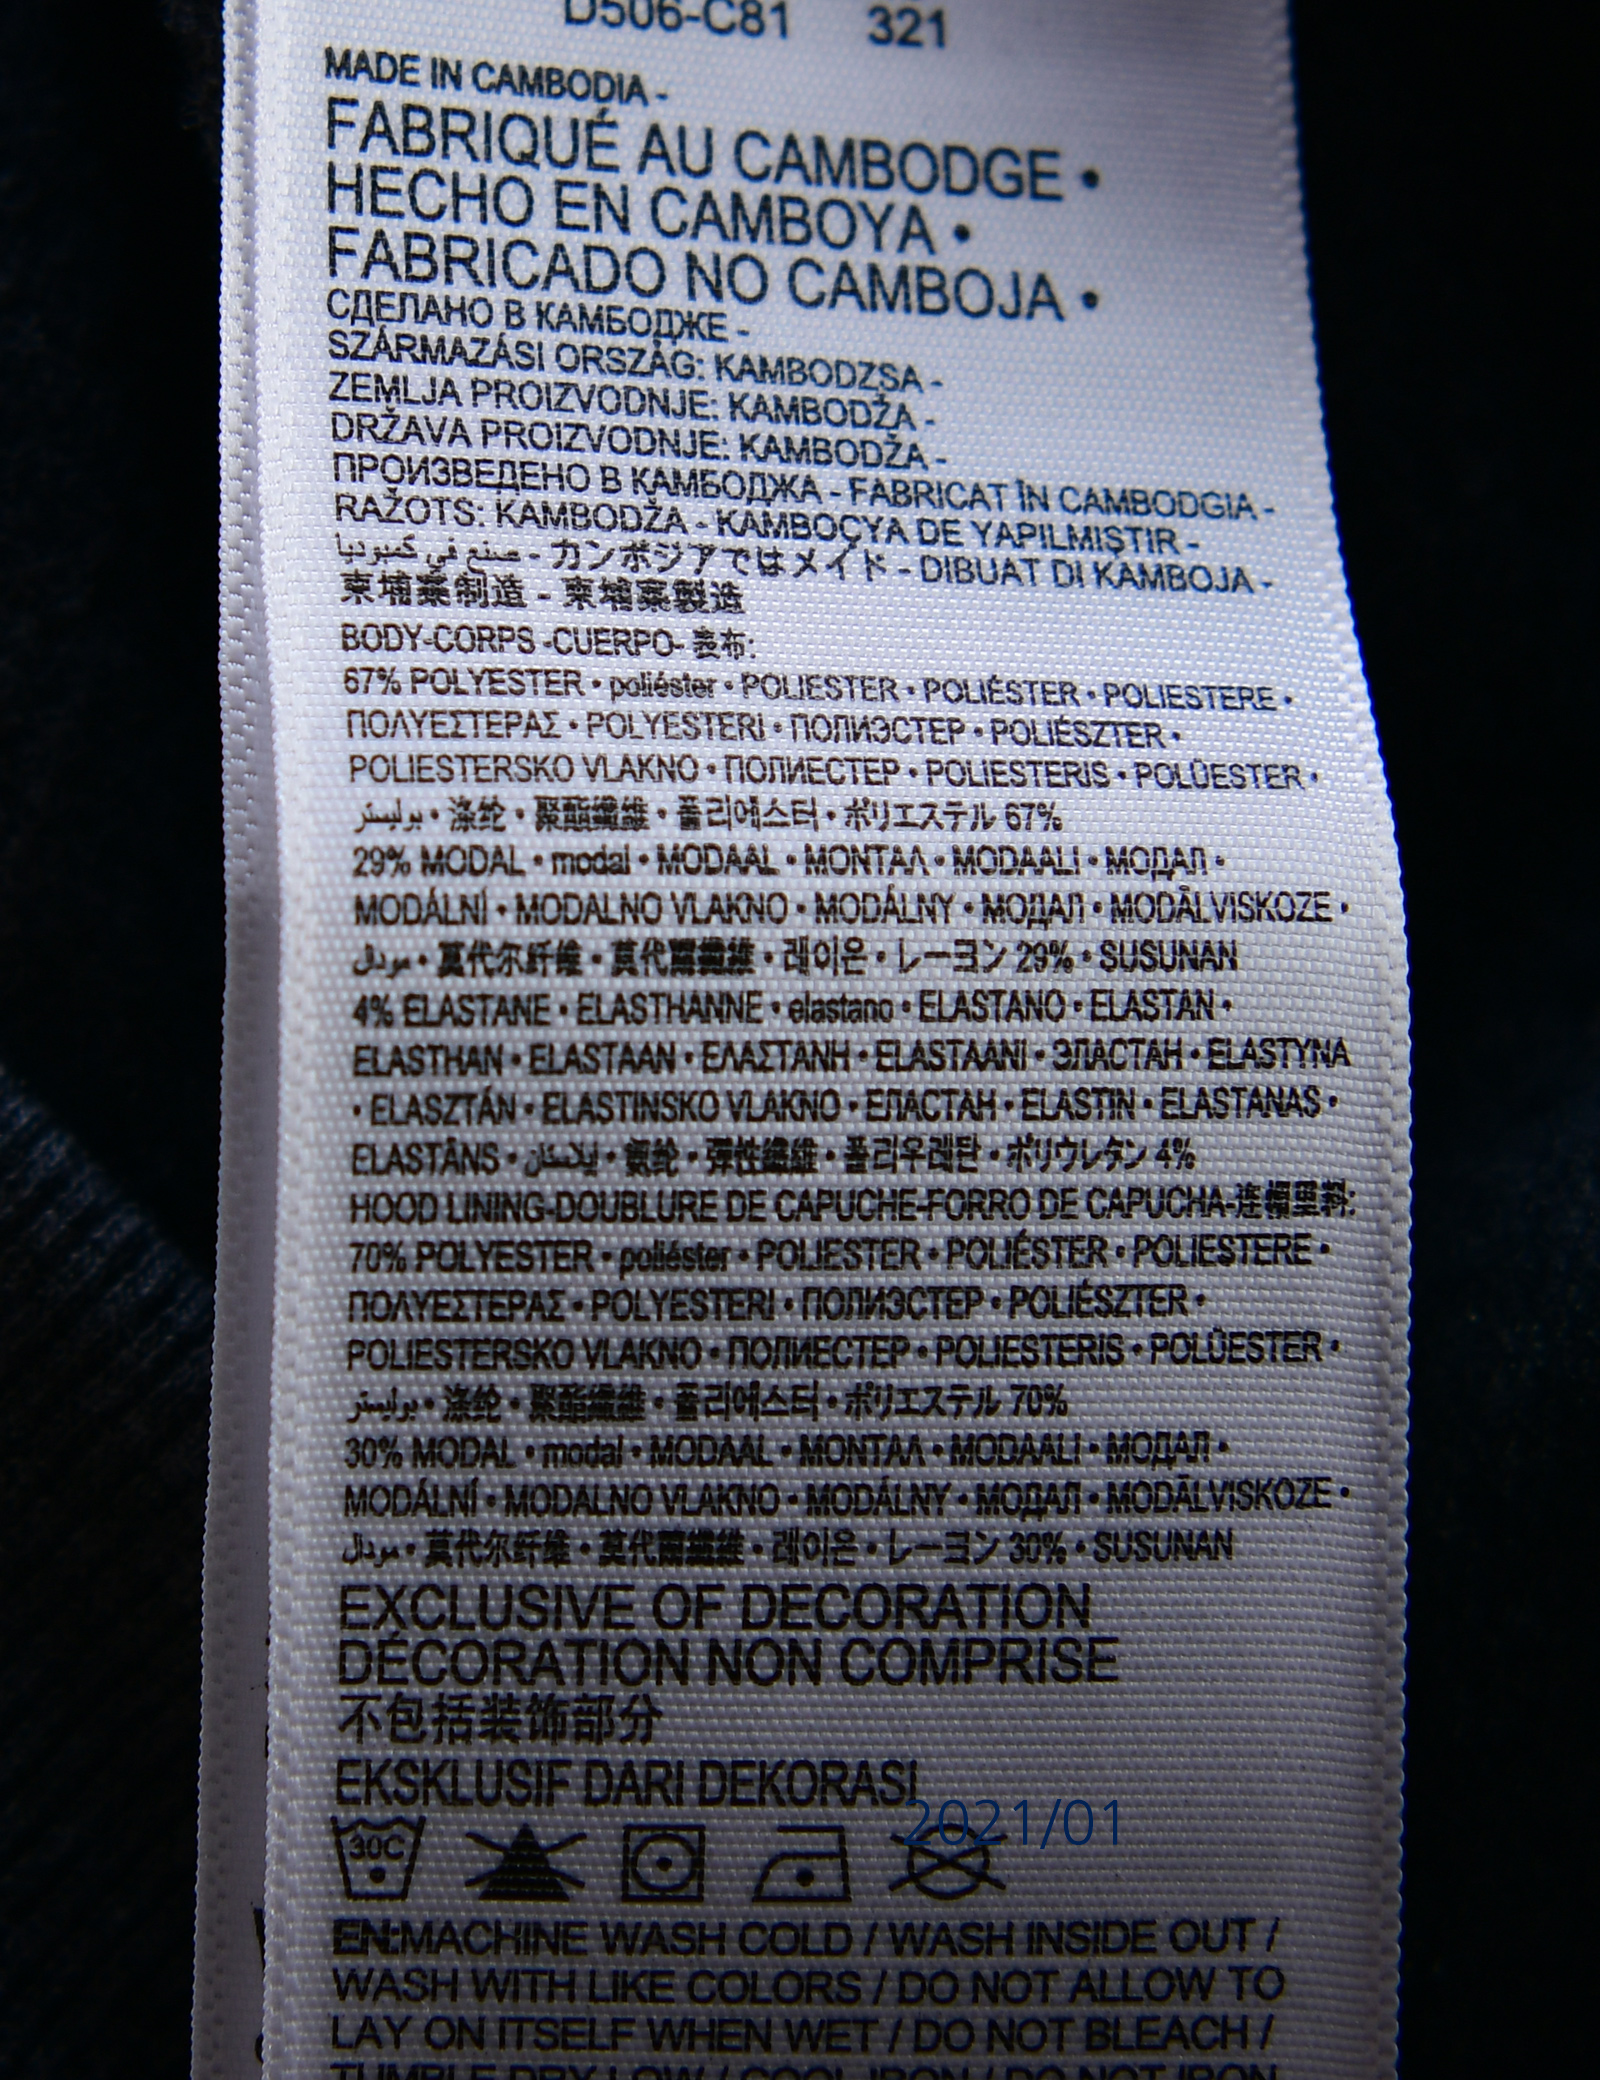 D506-C81 321
MADE IN CAMBODIA -
FABRIQUÉ AU CAMBODGE •
HECHO EN CAMBOYA •
FABRICADO NO CAMBOJA •
СДЕЛАНО В КАМБОДЖЕ -
SZÁRMAZÁSI ORSZÁG: KAMBODZSA -
ZEMLJA PROIZVODNJE: KAMBODŽA -
DRŽAVA PROIZVODNJE: KAMBODŽA -
ПРОИЗВЕДЕНО В КАМБОДЖА - FABRICAT ÎN CAMBODGIA -
RAŽOTS: KAMBODŽA - KAMBOÇYA DE YAPILMIŞTIR -
صنع في كمبوديا - カンボジアではメイド - DIBUAT DI KAMBOJA -
柬埔寨制造 - 柬埔寨製造
BODY-CORPS -CUERPO- 表布:
67% POLYESTER • poliéster • POLIESTER • POLIÉSTER • POLIESTERE •
ΠΟΛΥΕΣΤΕΡΑΣ • POLYESTERI • ПОЛИЭСТЕР • POLIÉSZTER •
POLIESTERSKO VLAKNO • ПОЛИЕСТЕР • POLIESTERIS • POLÜESTER •
بوليستر • 涤纶 • 聚酯纖維 • 폴리에스터 • ポリエステル 67%
29% MODAL • modal • MODAAL • ΜΟΝΤΑΛ • MODAALI • МОДАЛ •
MODÁLNÍ • MODALNO VLAKNO • MODÁLNY • МОДАЛ • MODĀLVISKOZE •
مودال • 莫代尔纤维 • 莫代爾纖維 • 레이온 • レーヨン 29% • SUSUNAN
4% ELASTANE • ELASTHANNE • elastano • ELASTANO • ELASTAN •
ELASTHAN • ELASTAAN • ΕΛΑΣΤΑΝΗ • ELASTAANI • ЭЛАСТАН • ELASTYNA
• ELASZTÁN • ELASTINSKO VLAKNO • ЕЛАСТАН • ELASTIN • ELASTANAS •
ELASTĀNS • إيلاستان • 氨纶 • 彈性纖維 • 폴리우레탄 • ポリウレタン 4%
HOOD LINING-DOUBLURE DE CAPUCHE-FORRO DE CAPUCHA-连帽里料:
70% POLYESTER • poliéster • POLIESTER • POLIÉSTER • POLIESTERE •
ΠΟΛΥΕΣΤΕΡΑΣ • POLYESTERI • ПОЛИЭСТЕР • POLIÉSZTER •
POLIESTERSKO VLAKNO • ПОЛИЕСТЕР • POLIESTERIS • POLÜESTER •
بوليستر • 涤纶 • 聚酯纖維 • 폴리에스터 • ポリエステル 70%
30% MODAL • modal • MODAAL • ΜΟΝΤΑΛ • MODAALI • МОДАЛ •
MODÁLNÍ • MODALNO VLAKNO • MODÁLNY • МОДАЛ • MODĀLVISKOZE •
مودال • 莫代尔纤维 • 莫代爾纖維 • 레이온 • レーヨン 30% • SUSUNAN
EXCLUSIVE OF DECORATION
DÉCORATION NON COMPRISE
不包括装饰部分
EKSKLUSIF DARI DEKORASI
2021/01
30C
EN:MACHINE WASH COLD / WASH INSIDE OUT /
WASH WITH LIKE COLORS / DO NOT ALLOW TO
LAY ON ITSELF WHEN WET / DO NOT BLEACH /
TUMBLE DRY LOW / COOL IRON / DO NOT IRON